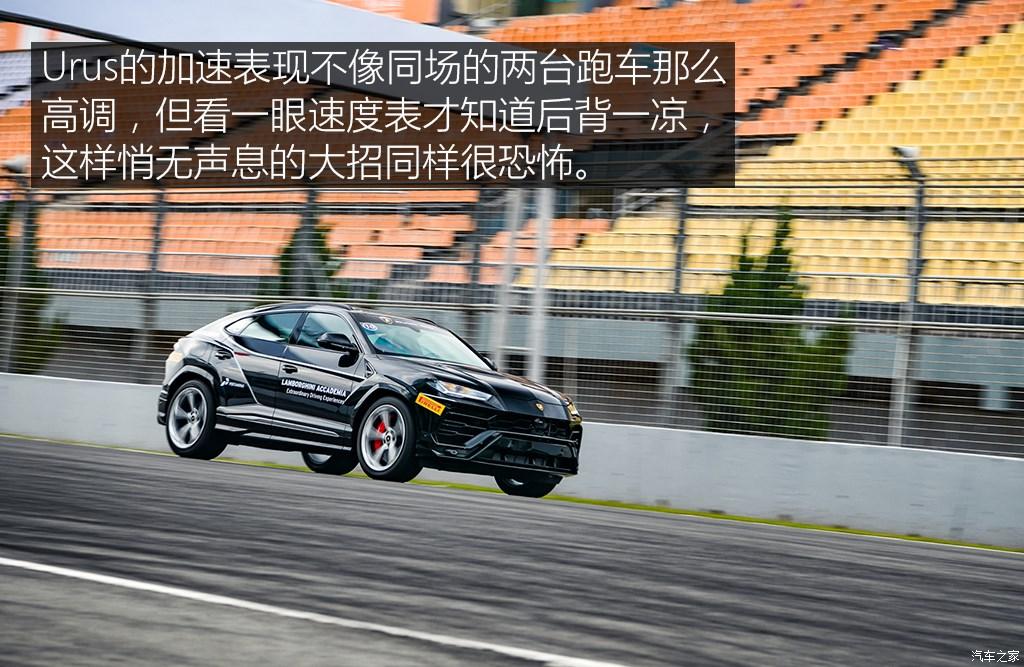 Urus的加速表现不像同场的两台跑车那么
高调，但看一眼速度表才知道后背一凉，
这样悄无声息的大招同样很恐怖。
LAMBORGHINI ACCADEMIA
Extraordinary Driving Experiences
PIRELLI
汽车之家